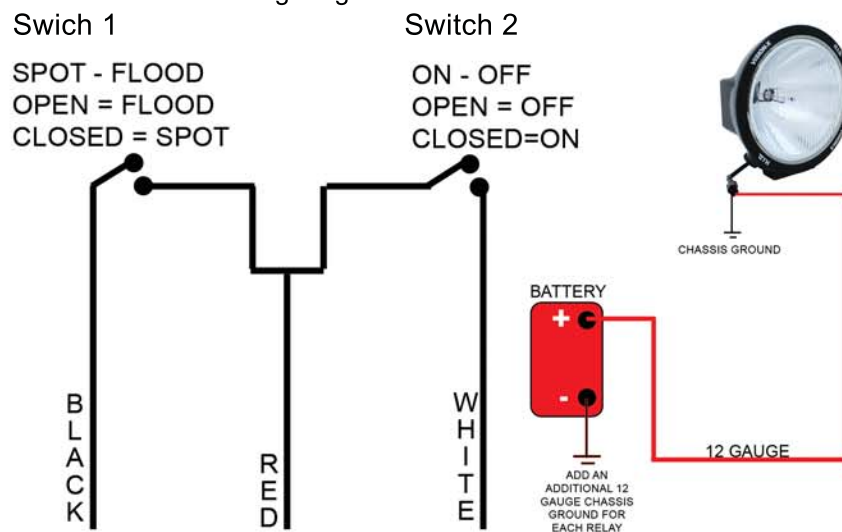 Swich 1
SPOT - FLOOD
OPEN = FLOOD
CLOSED = SPOT
Switch 2
ON - OFF
OPEN = OFF
CLOSED=ON
BLACK
RED
WHITE
CHASSIS GROUND
BATTERY
+
-
12 GAUGE
ADD AN
ADDITIONAL 12
GAUGE CHASSIS
GROUND FOR
EACH RELAY